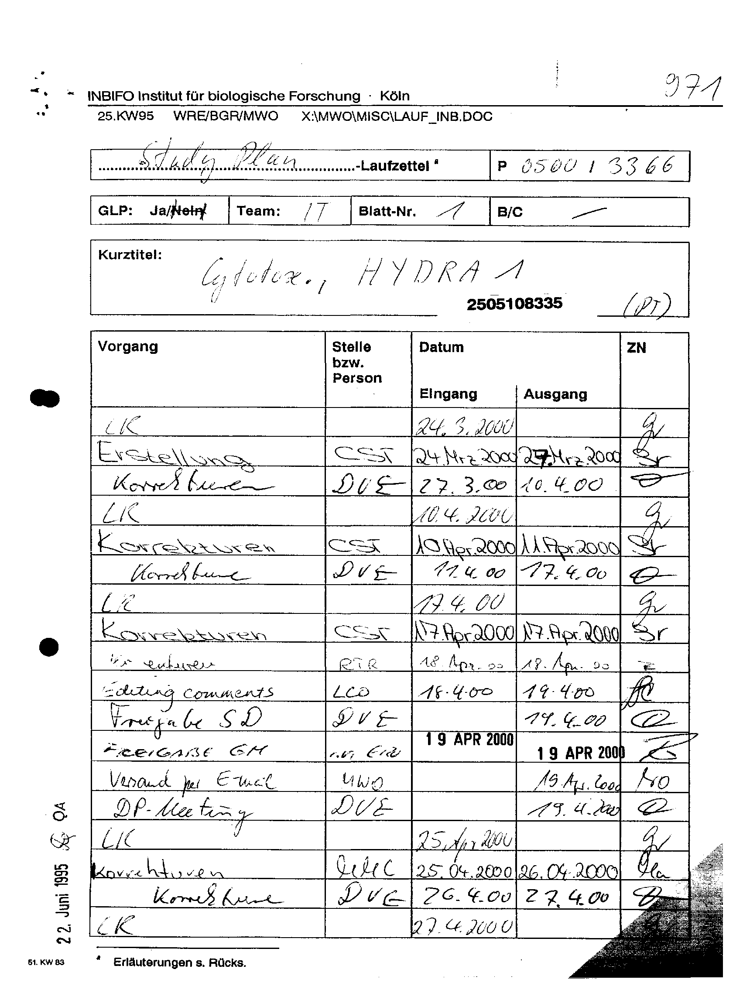 971
INBIFO Institut für biologische Forschung · Köln
25.KW95 WRE/BGR/MWO X:\MWO\MISC\LAUF_INB.DOC
Study Plan -Laufzettel * P 0500 1 3366
GLP: Ja/Nein Team: IT Blatt-Nr. 1 B/C —
Kurztitel:
Cytotox., HYDRA 1
2505108335 (PT)
Vorgang Stelle bzw. Person Datum ZN
Eingang Ausgang
LK 24.3.2000
Erstellung CST 24.Mrz.2000 27.Mrz.2000 Sr
Korrekturen DVE 27.3.00 10.4.00
LK 10.4.2000
Korrekturen CST 10.Apr.2000 11.Apr.2000 Sr
Korrekturen DVE 11.4.00 17.4.00
LK 17.4.00
Korrekturen CST 17.Apr.2000 17.Apr.2000 Sr
RTR 18.Apr.00 18.Apr.00
Editing comments LCO 18.4.00 19.4.00
Freigabe SD DVE 19.4.00
FREIGABE GM 19 APR 2000 19 APR 2000
Versand per E-mail MWO 19.Apr.2000 MO
DP-Meeting DVE 19.4.2000
LK 25.Apr.2000
Korrekturen 25.04.2000 26.04.2000
Korrekturen DVE 26.4.00 27.4.00
LK 27.4.2000
22. Juni 1995 QA
51. KW 83 * Erläuterungen s. Rücks.